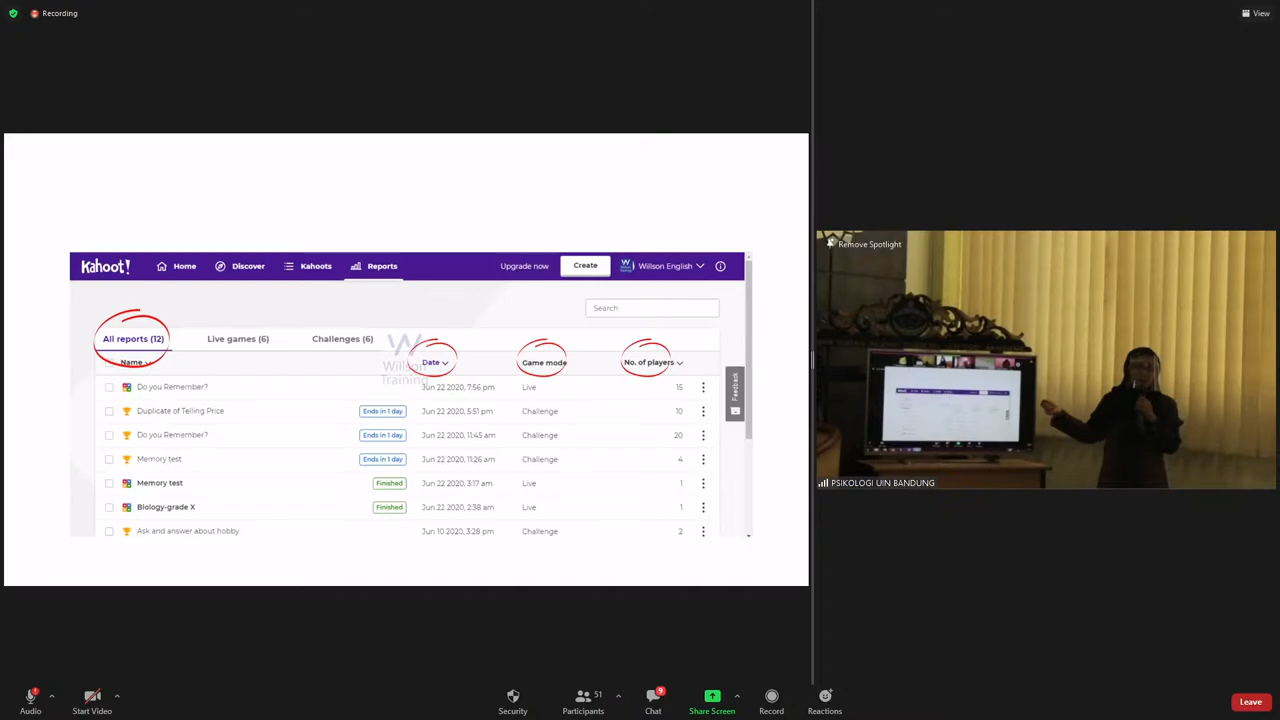 Recording
View
Kahoot!
Home
Discover
Kahoots
Reports
Upgrade now
Create
Willson English
Search
All reports (12)
Live games (6)
Challenges (6)
Name
Date
Game mode
No. of players
Willson
Training
Do you Remember?
Jun 22 2020, 7:56 pm
Live
15
Duplicate of Telling Price
Ends in 1 day
Jun 22 2020, 5:51 pm
Challenge
10
Do you Remember?
Ends in 1 day
Jun 22 2020, 11:45 am
Challenge
20
Memory test
Ends in 1 day
Jun 22 2020, 11:26 am
Challenge
4
Memory test
Finished
Jun 22 2020, 3:17 am
Live
1
Biology-grade X
Finished
Jun 22 2020, 2:38 am
Live
1
Ask and answer about hobby
Jun 10 2020, 3:28 pm
Challenge
2
Feedback
Remove Spotlight
PSIKOLOGI UIN BANDUNG
Audio
Start Video
Security
Participants
51
Chat
9
Share Screen
Record
Reactions
Leave